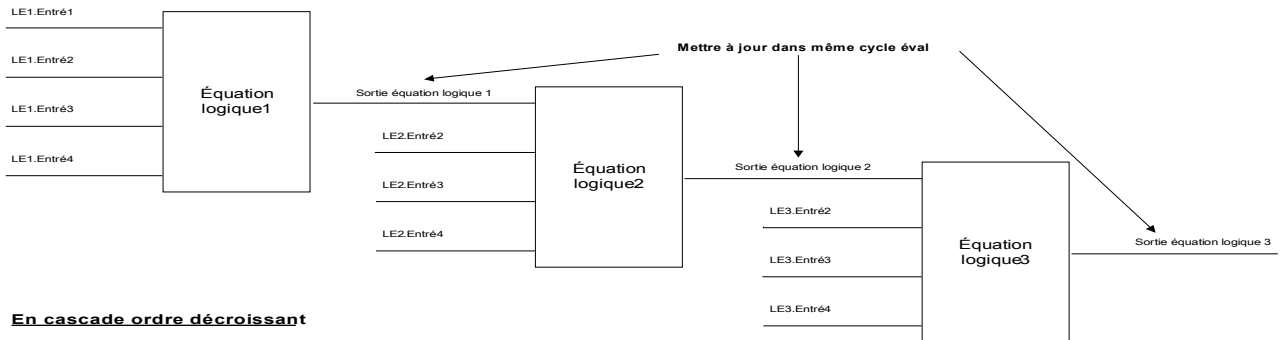 LE1.Entré1
LE1.Entré2
LE1.Entré3
LE1.Entré4
Équation
logique1
Mettre à jour dans même cycle éval
Sortie équation logique 1
LE2.Entré2
LE2.Entré3
LE2.Entré4
Équation
logique2
Sortie équation logique 2
LE3.Entré2
LE3.Entré3
LE3.Entré4
Équation
logique3
Sortie équation logique 3
En cascade ordre décroissant